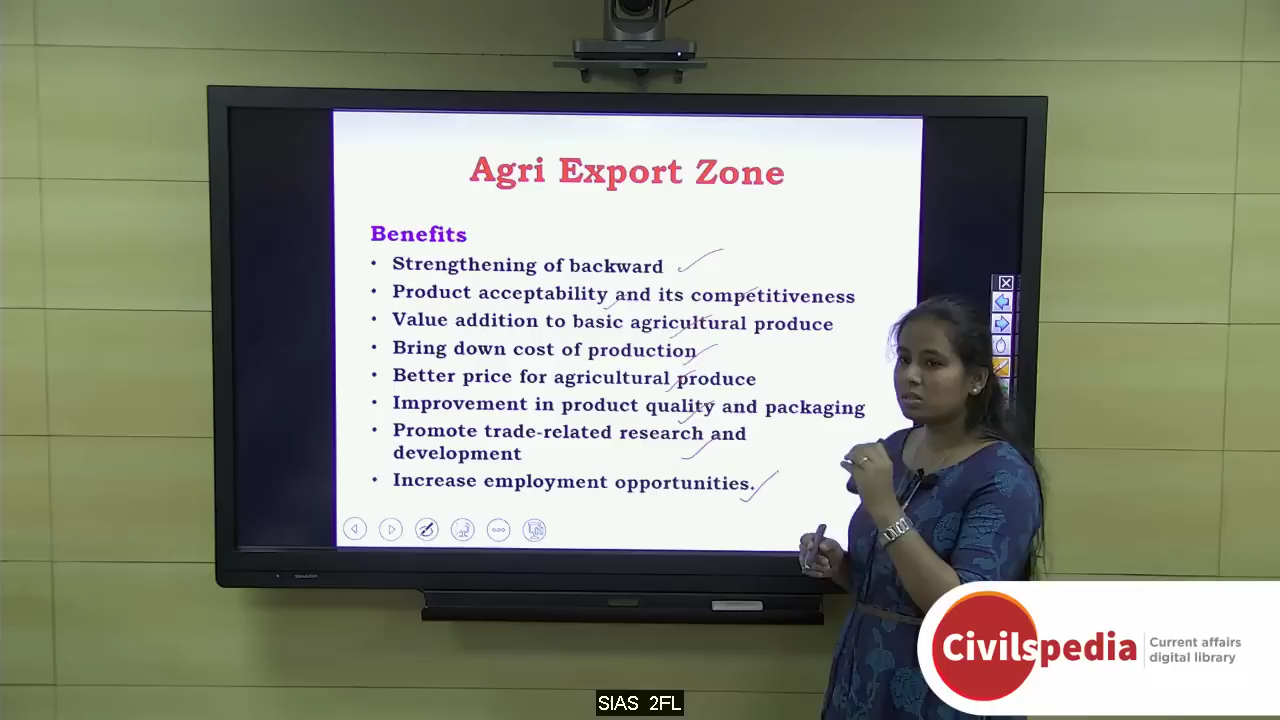 Agri Export Zone
Benefits
• Strengthening of backward
• Product acceptability and its competitiveness
• Value addition to basic agricultural produce
• Bring down cost of production
• Better price for agricultural produce
• Improvement in product quality and packaging
• Promote trade-related research and
development
• Increase employment opportunities.
Civilspedia
Current affairs
digital library
SIAS 2FL